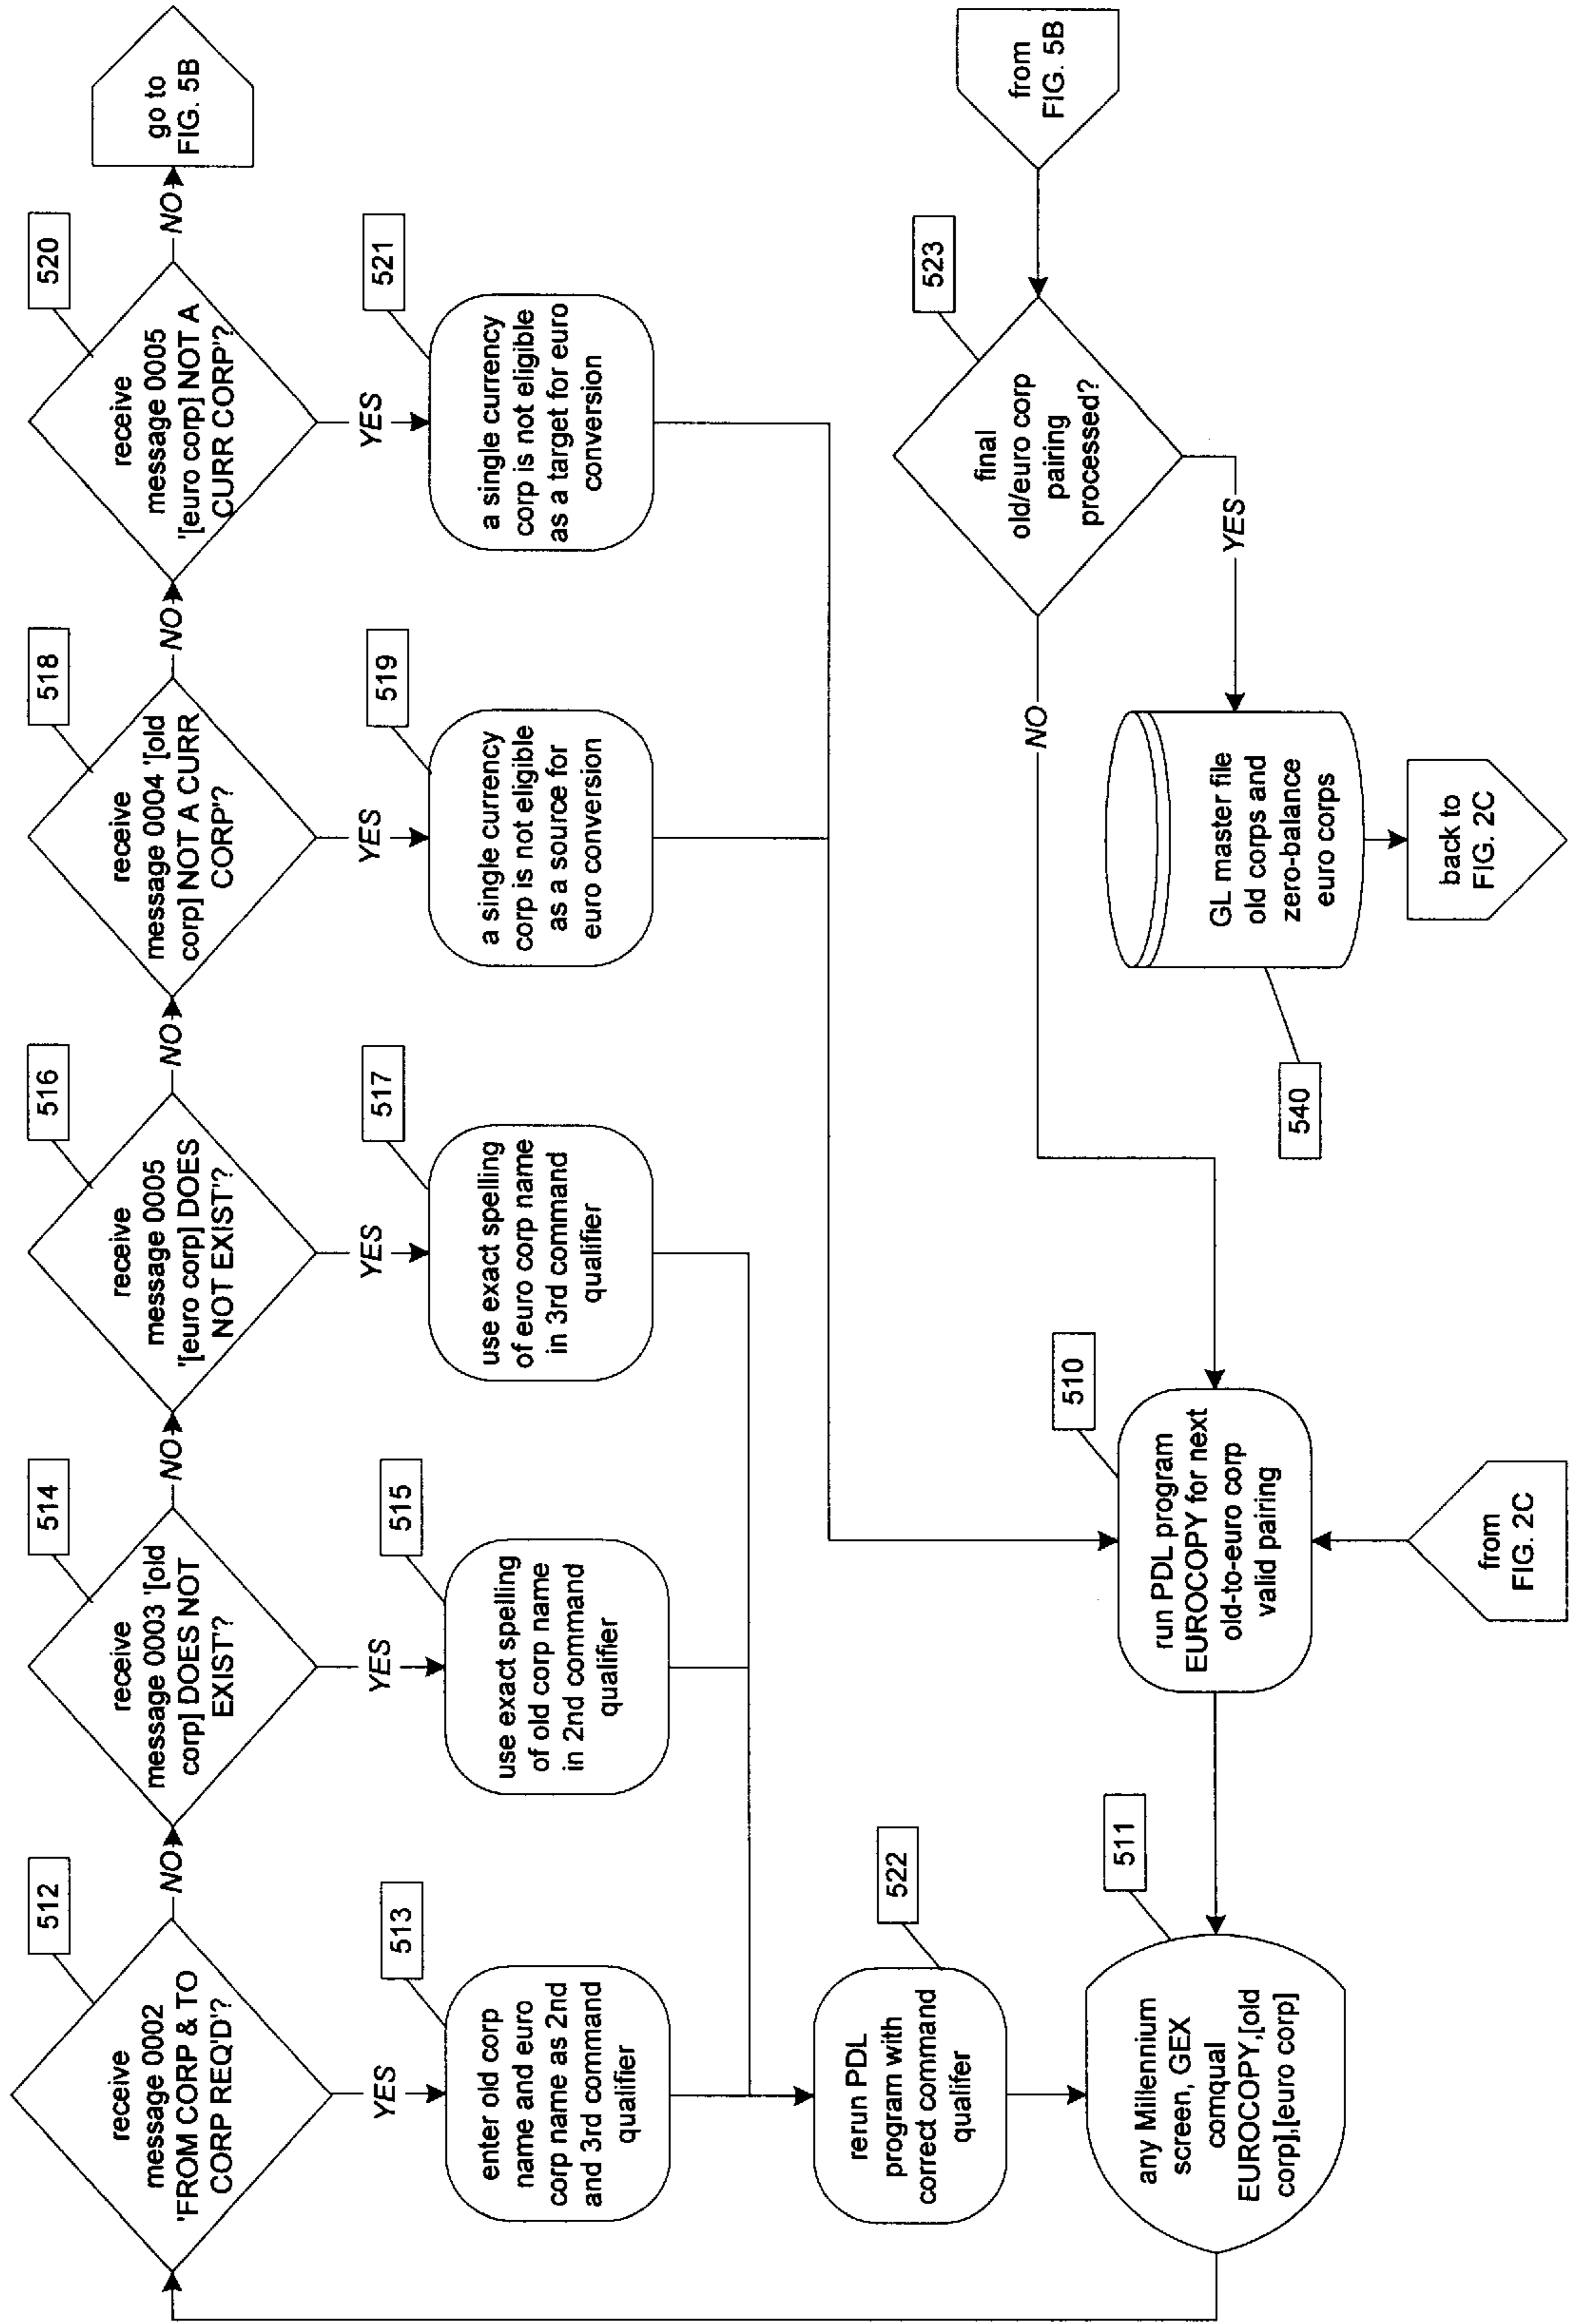 512
receive
message 0002
'FROM CORP & TO
CORP REQ'D'?
NO
514
receive
message 0003 '[old
corp] DOES NOT
EXIST'?
NO
516
receive
message 0005
'[euro corp] DOES
NOT EXIST'?
NO
518
receive
message 0004 '[old
corp] NOT A CURR
CORP'?
NO
520
receive
message 0005
'[euro corp] NOT A
CURR CORP'?
NO
go to
FIG. 5B
YES
YES
YES
YES
YES
513
enter old corp
name and euro
corp name as 2nd
and 3rd command
qualifier
515
use exact spelling
of old corp name
in 2nd command
qualifier
517
use exact spelling
of euro corp name
in 3rd command
qualifier
519
a single currency
corp is not eligible
as a source for
euro conversion
521
a single currency
corp is not eligible
as a target for euro
conversion
522
rerun PDL
program with
correct command
qualifer
511
any Millennium
screen, GEX
comqual
EUROCOPY,[old
corp],[euro corp]
510
run PDL program
EUROCOPY for next
old-to-euro corp
valid pairing
from
FIG. 2C
523
final
old/euro corp
pairing
processed?
from
FIG. 5B
NO
YES
540
GL master file
old corps and
zero-balance
euro corps
back to
FIG. 2C